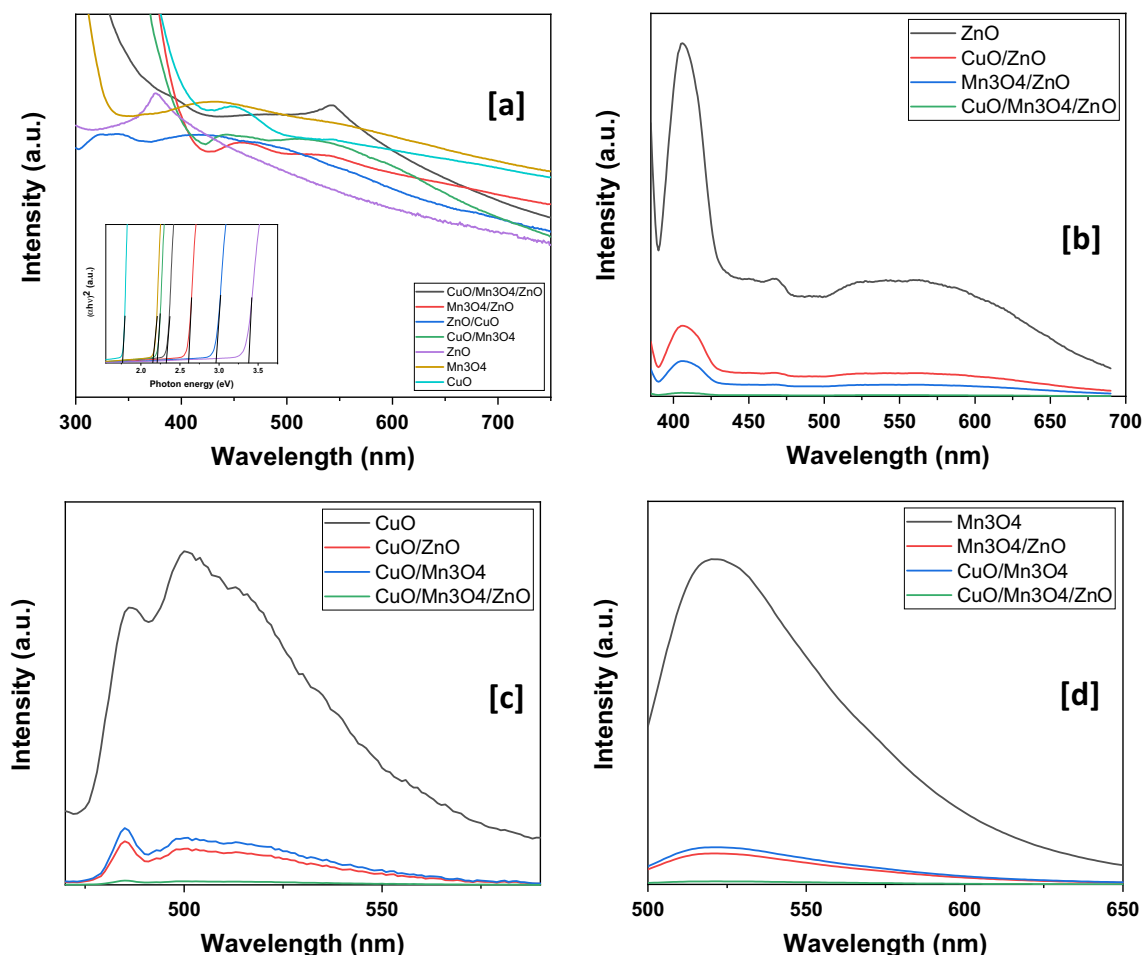 [a]
Intensity (a.u.)
(αhν)^2 (a.u.)
2.0 2.5 3.0 3.5
Photon energy (eV)
CuO/Mn3O4/ZnO
Mn3O4/ZnO
ZnO/CuO
CuO/Mn3O4
ZnO
Mn3O4
CuO
300 400 500 600 700
Wavelength (nm)
[b]
Intensity (a.u.)
ZnO
CuO/ZnO
Mn3O4/ZnO
CuO/Mn3O4/ZnO
400 450 500 550 600 650 700
Wavelength (nm)
[c]
Intensity (a.u.)
CuO
CuO/ZnO
CuO/Mn3O4
CuO/Mn3O4/ZnO
500 550
Wavelength (nm)
[d]
Intensity (a.u.)
Mn3O4
Mn3O4/ZnO
CuO/Mn3O4
CuO/Mn3O4/ZnO
500 550 600 650
Wavelength (nm)